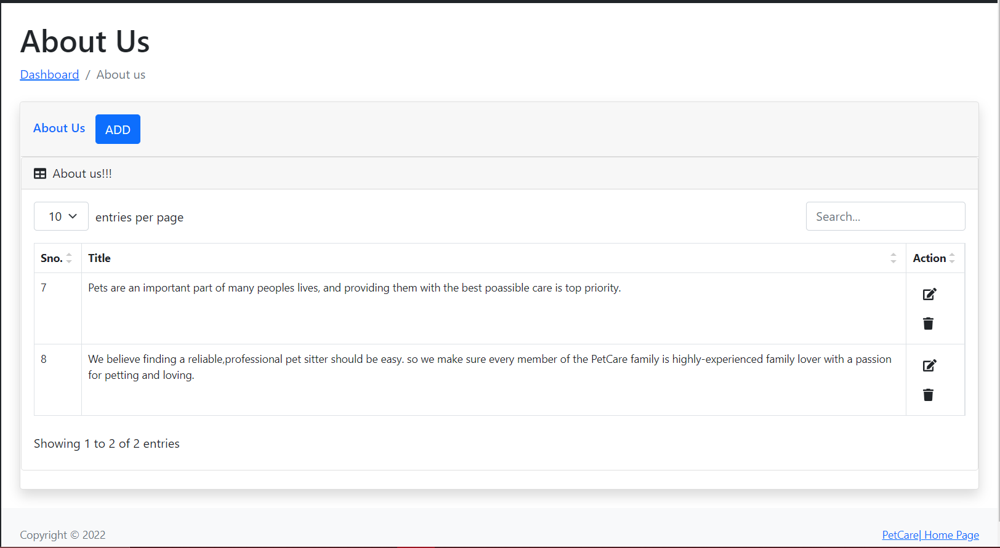 About Us
Dashboard / About us
About Us ADD
About us!!!
10 entries per page Search...
Sno. Title Action
7 Pets are an important part of many peoples lives, and providing them with the best poassible care is top priority.
8 We believe finding a reliable,professional pet sitter should be easy. so we make sure every member of the PetCare family is highly-experienced family lover with a passion
for petting and loving.
Showing 1 to 2 of 2 entries
Copyright © 2022 PetCare| Home Page